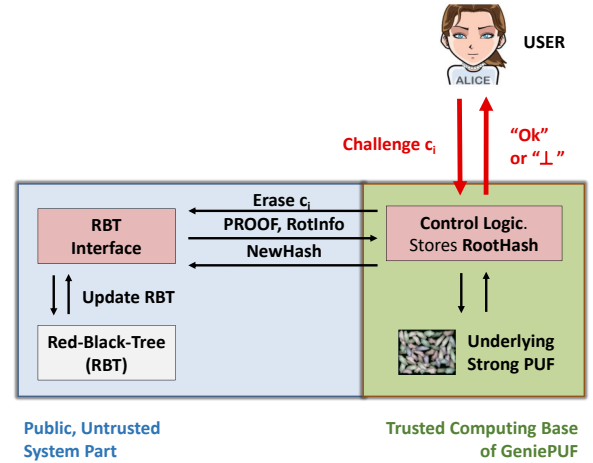 USER
ALICE
Challenge cᵢ
“Ok”
or “⊥”
Erase cᵢ
PROOF, RotInfo
NewHash
RBT
Interface
Control Logic.
Stores RootHash
Update RBT
Red-Black-Tree
(RBT)
Underlying
Strong PUF
Public, Untrusted
System Part
Trusted Computing Base
of GeniePUF